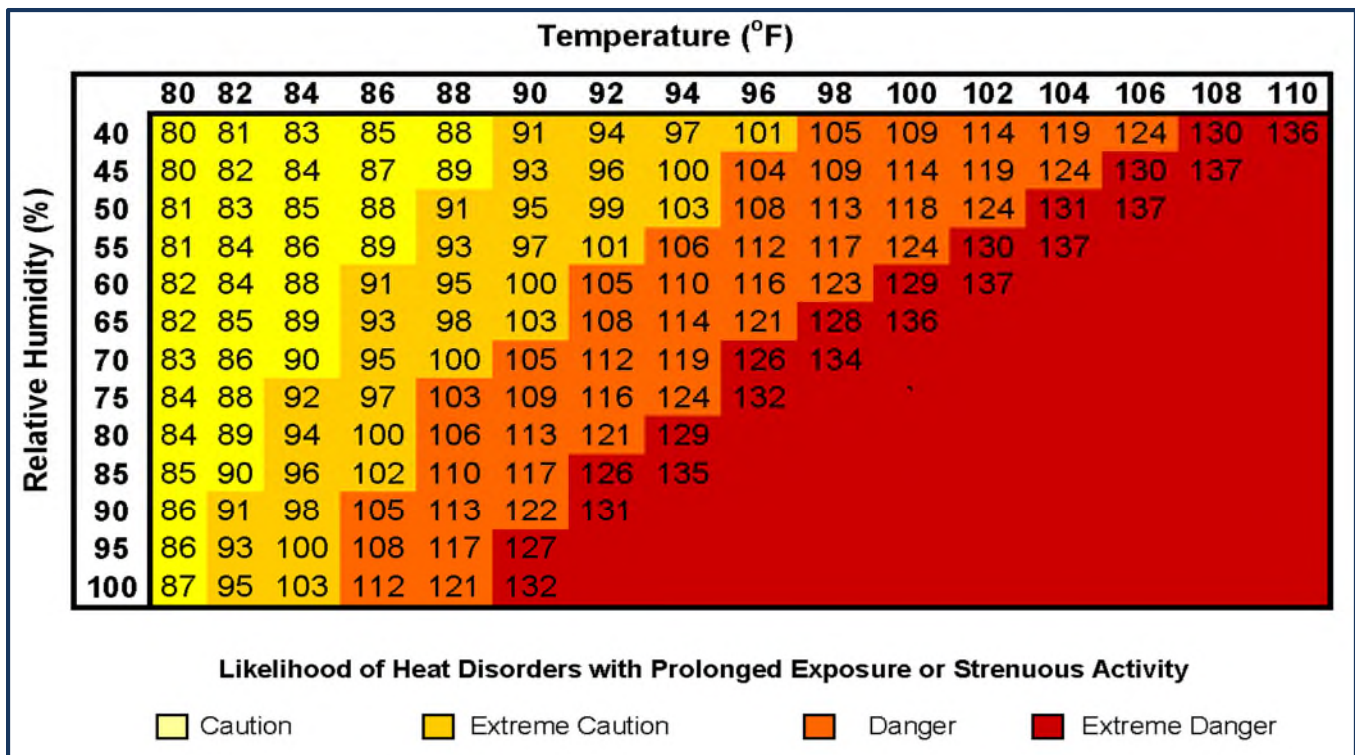 Temperature (°F)
80 82 84 86 88 90 92 94 96 98 100 102 104 106 108 110
Relative Humidity (%)
40 80 81 83 85 88 91 94 97 101 105 109 114 119 124 130 136
45 80 82 84 87 89 93 96 100 104 109 114 119 124 130 137
50 81 83 85 88 91 95 99 103 108 113 118 124 131 137
55 81 84 86 89 93 97 101 106 112 117 124 130 137
60 82 84 88 91 95 100 105 110 116 123 129 137
65 82 85 89 93 98 103 108 114 121 128 136
70 83 86 90 95 100 105 112 119 126 134
75 84 88 92 97 103 109 116 124 132
80 84 89 94 100 106 113 121 129
85 85 90 96 102 110 117 126 135
90 86 91 98 105 113 122 131
95 86 93 100 108 117 127
100 87 95 103 112 121 132
Likelihood of Heat Disorders with Prolonged Exposure or Strenuous Activity
Caution Extreme Caution Danger Extreme Danger